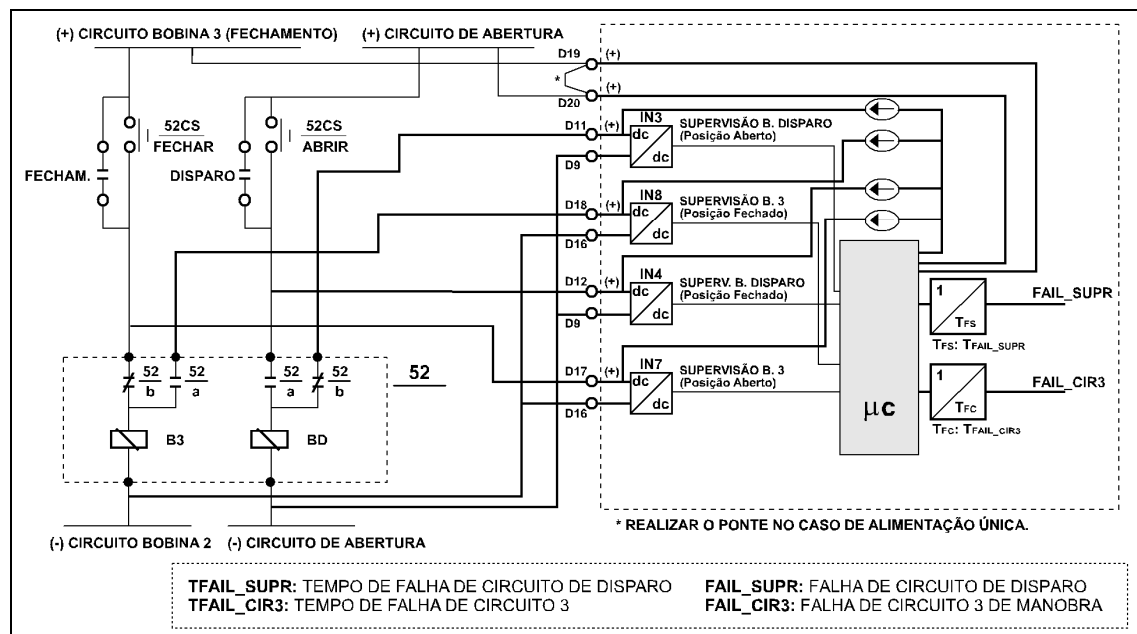 (+) CIRCUITO BOBINA 3 (FECHAMENTO)
(+) CIRCUITO DE ABERTURA
D19
(+)
*
(+)
D20
D11
(+)
IN3
dc
dc
SUPERVISÃO B. DISPARO
(Posição Aberto)
D9
52CS
FECHAR
52CS
ABRIR
FECHAM.
DISPARO
D18
(+)
IN8
dc
dc
SUPERVISÃO B. 3
(Posição Fechado)
D16
D12
(+)
IN4
dc
dc
SUPERV. B. DISPARO
(Posição Fechado)
D9
D17
(+)
IN7
dc
dc
SUPERVISÃO B. 3
(Posição Aberto)
D16
µc
1
TFS
FAIL_SUPR
TFS: TFAIL_SUPR
1
TFC
FAIL_CIR3
TFC: TFAIL_CIR3
52
b
52
a
52
a
52
b
52
B3
BD
(-) CIRCUITO BOBINA 2
(-) CIRCUITO DE ABERTURA
* REALIZAR O PONTE NO CASO DE ALIMENTAÇÃO ÚNICA.
TFAIL_SUPR: TEMPO DE FALHA DE CIRCUITO DE DISPARO
FAIL_SUPR: FALHA DE CIRCUITO DE DISPARO
TFAIL_CIR3: TEMPO DE FALHA DE CIRCUITO 3
FAIL_CIR3: FALHA DE CIRCUITO 3 DE MANOBRA